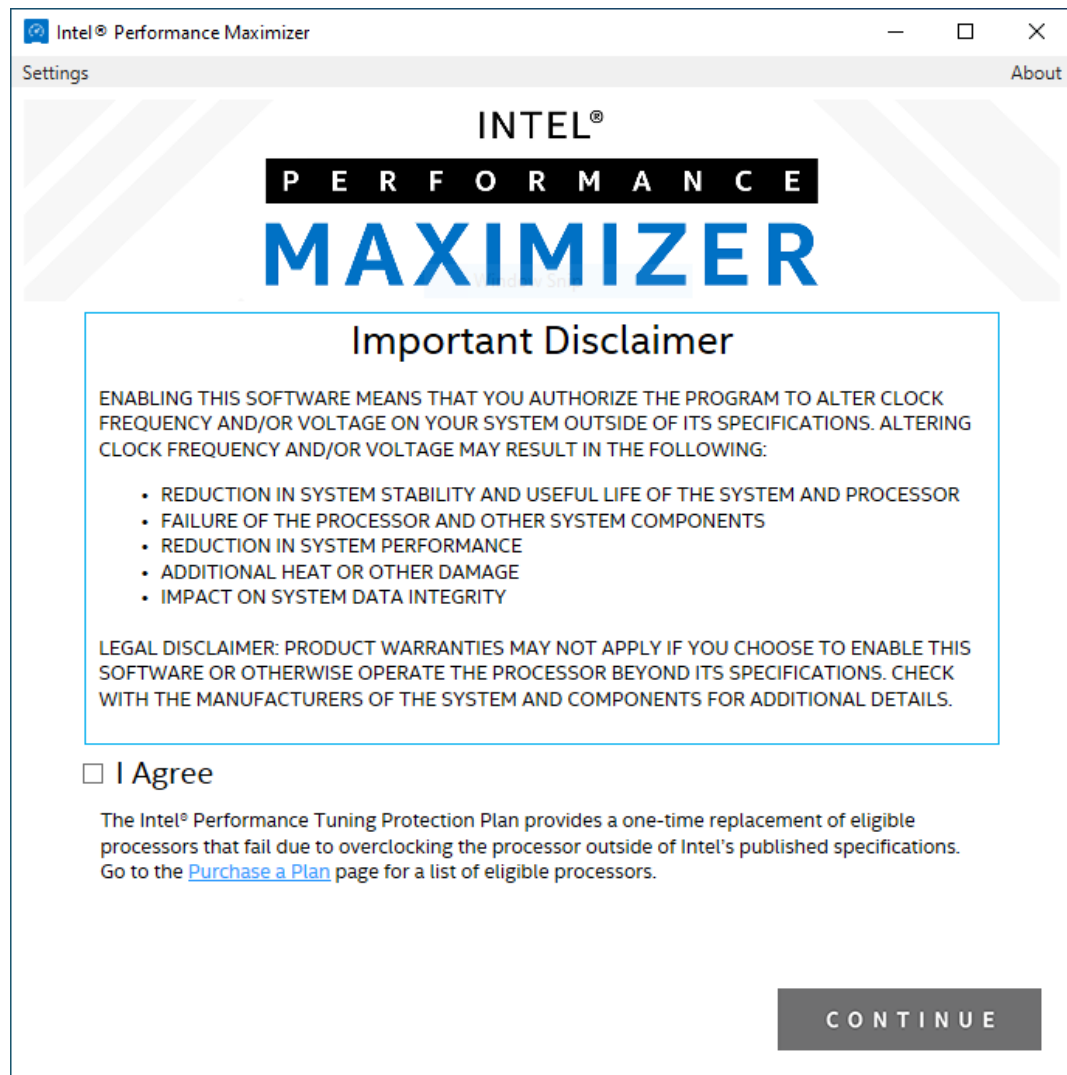 Intel® Performance Maximizer
Settings
About
INTEL®
PERFORMANCE
MAXIMIZER
Window Snip
Important Disclaimer
ENABLING THIS SOFTWARE MEANS THAT YOU AUTHORIZE THE PROGRAM TO ALTER CLOCK
FREQUENCY AND/OR VOLTAGE ON YOUR SYSTEM OUTSIDE OF ITS SPECIFICATIONS. ALTERING
CLOCK FREQUENCY AND/OR VOLTAGE MAY RESULT IN THE FOLLOWING:
• REDUCTION IN SYSTEM STABILITY AND USEFUL LIFE OF THE SYSTEM AND PROCESSOR
• FAILURE OF THE PROCESSOR AND OTHER SYSTEM COMPONENTS
• REDUCTION IN SYSTEM PERFORMANCE
• ADDITIONAL HEAT OR OTHER DAMAGE
• IMPACT ON SYSTEM DATA INTEGRITY
LEGAL DISCLAIMER: PRODUCT WARRANTIES MAY NOT APPLY IF YOU CHOOSE TO ENABLE THIS
SOFTWARE OR OTHERWISE OPERATE THE PROCESSOR BEYOND ITS SPECIFICATIONS. CHECK
WITH THE MANUFACTURERS OF THE SYSTEM AND COMPONENTS FOR ADDITIONAL DETAILS.
I Agree
The Intel® Performance Tuning Protection Plan provides a one-time replacement of eligible
processors that fail due to overclocking the processor outside of Intel's published specifications.
Go to the Purchase a Plan page for a list of eligible processors.
CONTINUE